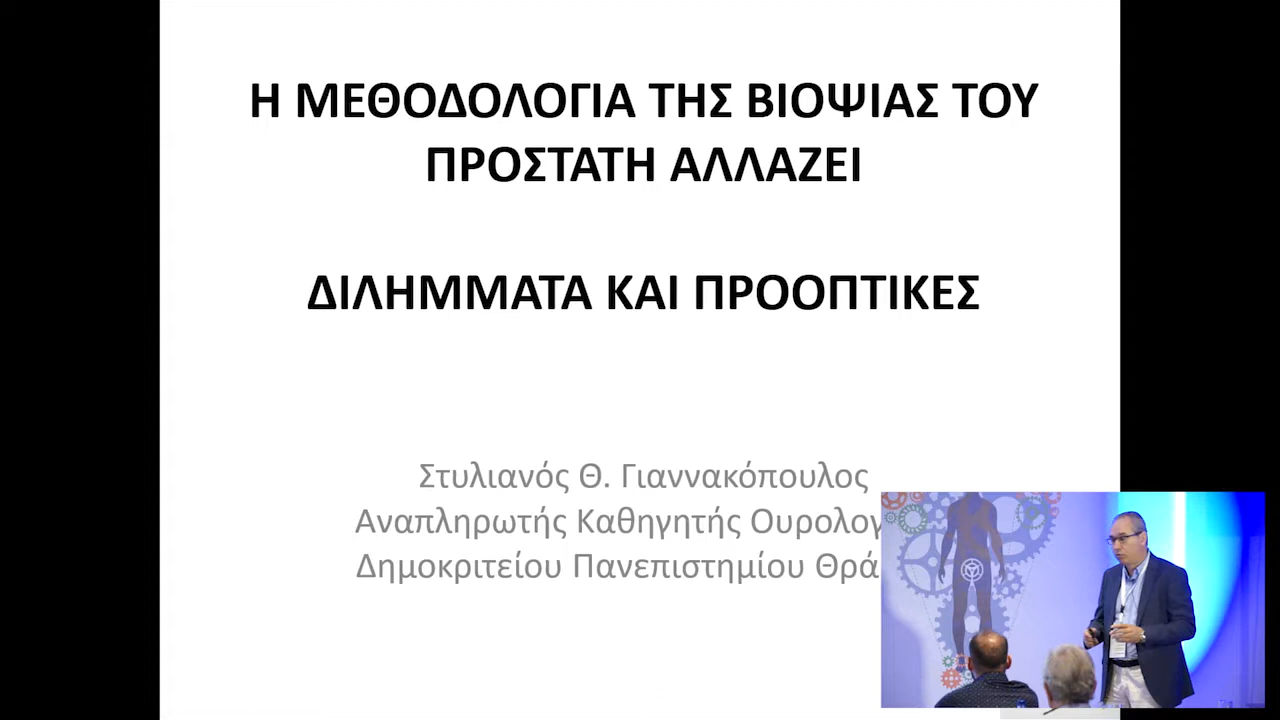 Η ΜΕΘΟΔΟΛΟΓΙΑ ΤΗΣ ΒΙΟΨΙΑΣ ΤΟΥ
ΠΡΟΣΤΑΤΗ ΑΛΛΑΖΕΙ
ΔΙΛΗΜΜΑΤΑ ΚΑΙ ΠΡΟΟΠΤΙΚΕΣ
Στυλιανός Θ. Γιαννακόπουλος
Αναπληρωτής Καθηγητής
Δημοκριτείου Πανεπιστημίου